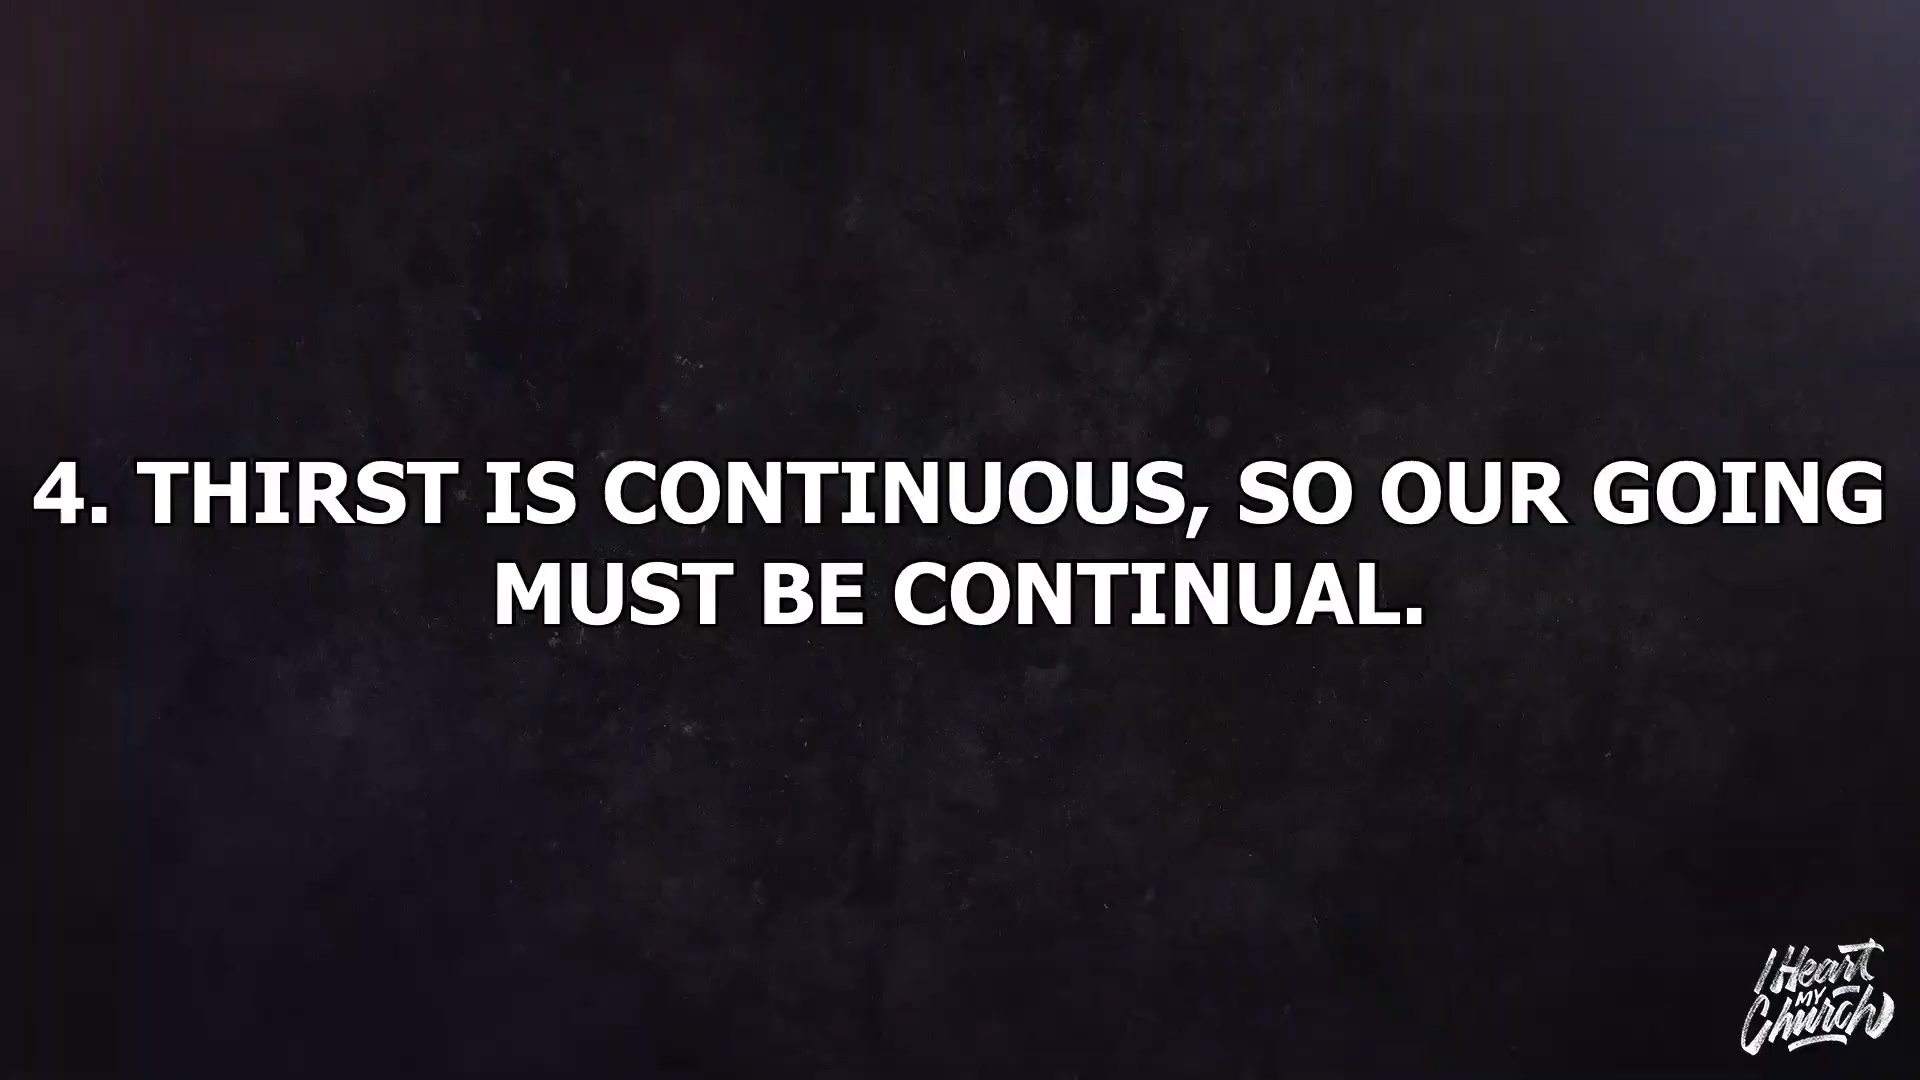 4. THIRST IS CONTINUOUS, SO OUR GOING
MUST BE CONTINUAL.
I Heart
MY
Church